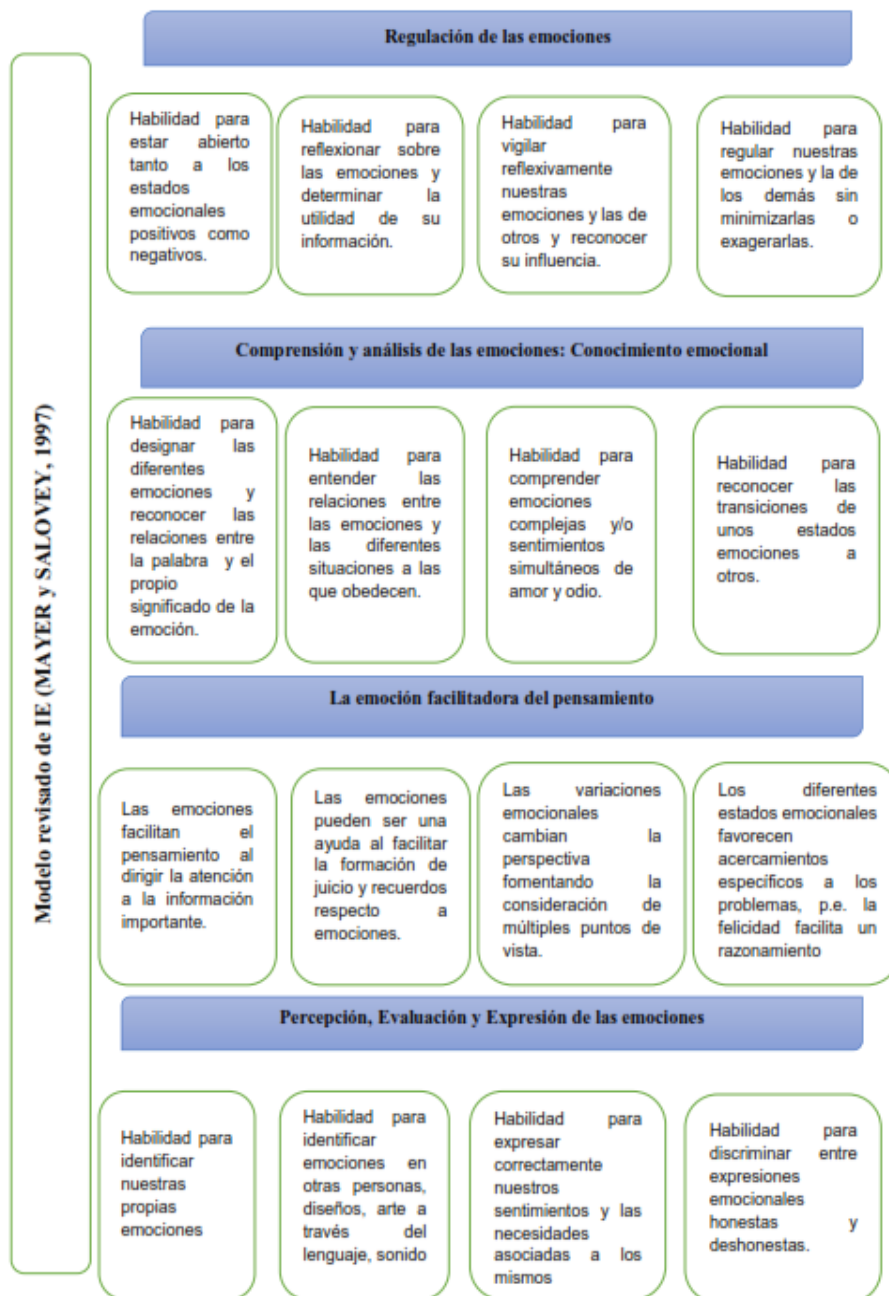 Modelo revisado de IE (MAYER y SALOVEY, 1997)
Regulación de las emociones
Habilidad para
estar abierto
tanto a los
estados
emocionales
positivos como
negativos.
Habilidad para
reflexionar sobre
las emociones y
determinar la
utilidad de su
información.
Habilidad para
vigilar
reflexivamente
nuestras
emociones y las de
otros y reconocer
su influencia.
Habilidad para
regular nuestras
emociones y la de
los demás sin
minimizarlas o
exagerarlas.
Comprensión y análisis de las emociones: Conocimiento emocional
Habilidad para
designar las
diferentes
emociones y
reconocer las
relaciones entre
la palabra y el
propio
significado de la
emoción.
Habilidad para
entender las
relaciones entre
las emociones y
las diferentes
situaciones a las
que obedecen.
Habilidad para
comprender
emociones
complejas y/o
sentimientos
simultáneos de
amor y odio.
Habilidad para
reconocer las
transiciones de
unos estados
emociones a
otros.
La emoción facilitadora del pensamiento
Las emociones
facilitan el
pensamiento al
dirigir la atención
a la información
importante.
Las emociones
pueden ser una
ayuda al facilitar
la formación de
juicio y recuerdos
respecto a
emociones.
Las variaciones
emocionales
cambian la
perspectiva
fomentando la
consideración de
múltiples puntos de
vista.
Los diferentes
estados emocionales
favorecen
acercamientos
específicos a los
problemas, p.e. la
felicidad facilita un
razonamiento
Percepción, Evaluación y Expresión de las emociones
Habilidad para
identificar
nuestras
propias
emociones
Habilidad para
identificar
emociones en
otras personas,
diseños, arte a
través del
lenguaje, sonido
Habilidad para
expresar
correctamente
nuestros
sentimientos y las
necesidades
asociadas a los
mismos
Habilidad para
discriminar entre
expresiones
emocionales
honestas y
deshonestas.